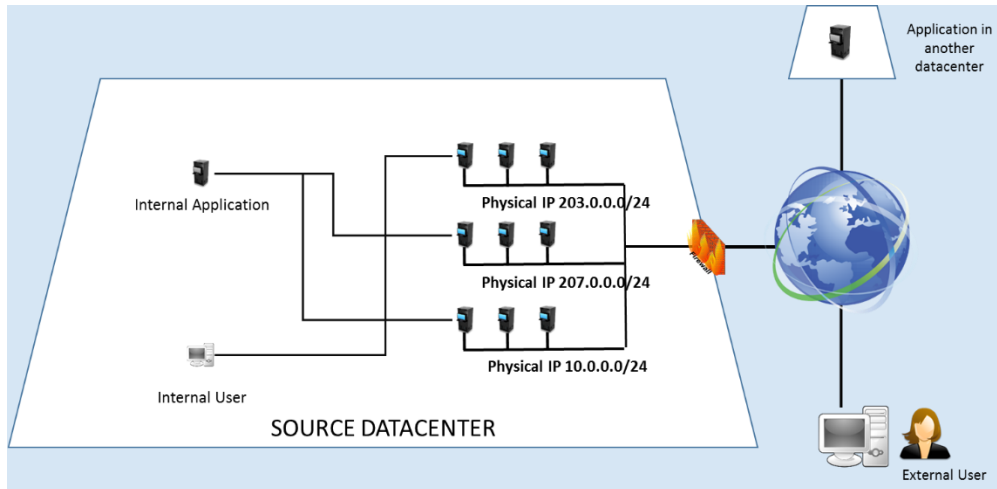 Application in
another
datacenter
Internal Application
Physical IP 203.0.0.0/24
Firewall
Physical IP 207.0.0.0/24
Physical IP 10.0.0.0/24
Internal User
SOURCE DATACENTER
External User